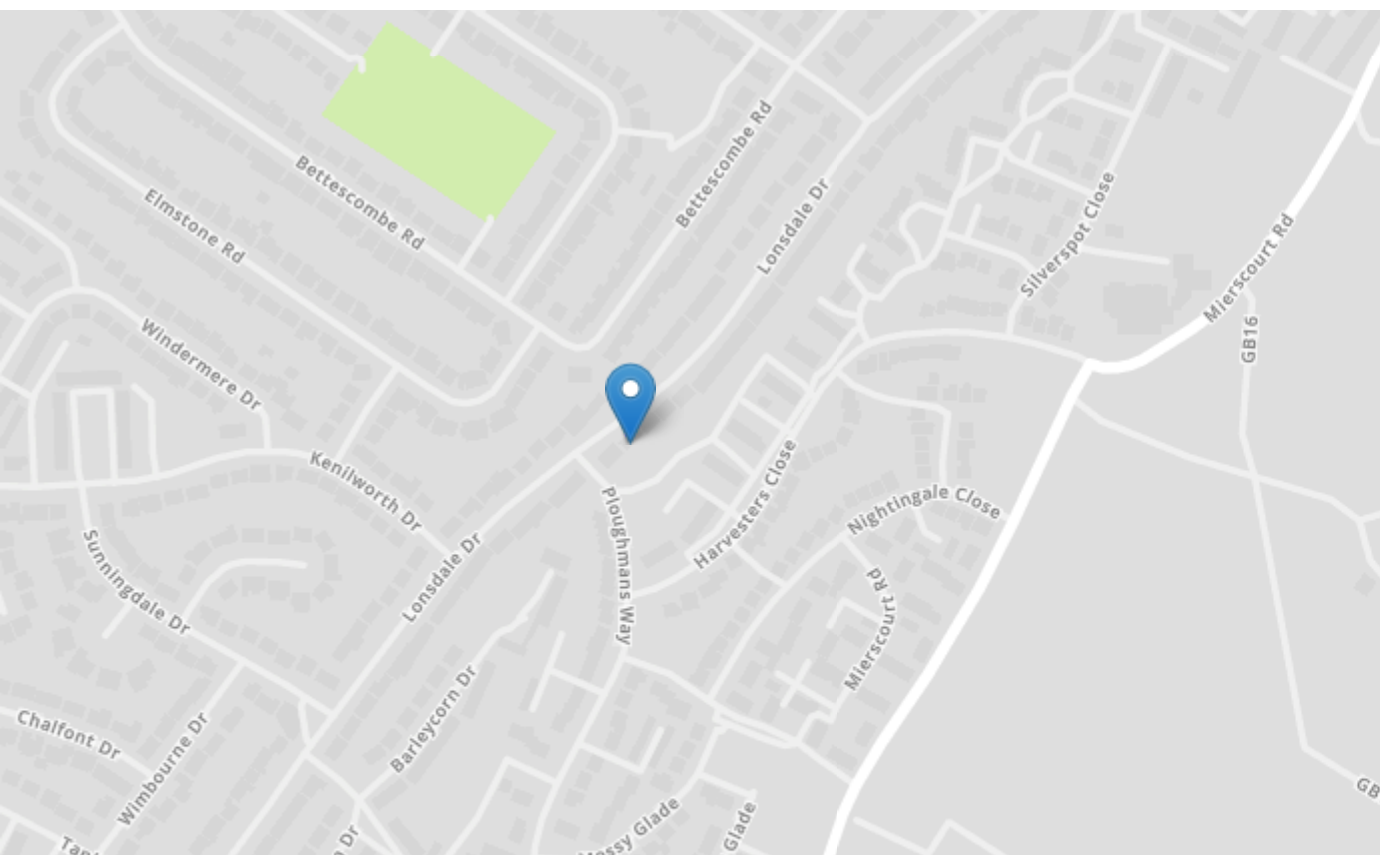 Bettescombe Rd
Bettescombe Rd
Elmstone Rd
Lonsdale Dr
Silverspot Close
Mierscourt Rd
GB16
Windermere Dr
Kenilworth Dr
Harvesters Close
Nightingale Close
Ploughmans Way
Lonsdale Dr
Sunningdale Dr
Mierscourt Rd
Barleycorn Dr
Chalfont Dr
Wimbourne Dr
GB
Glade
Dr